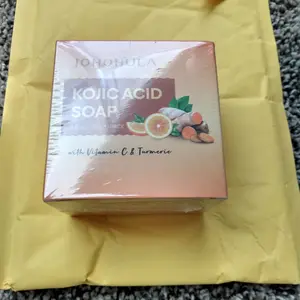 KOJIC ACID
SOAP
with Vitamin C & Turmeric